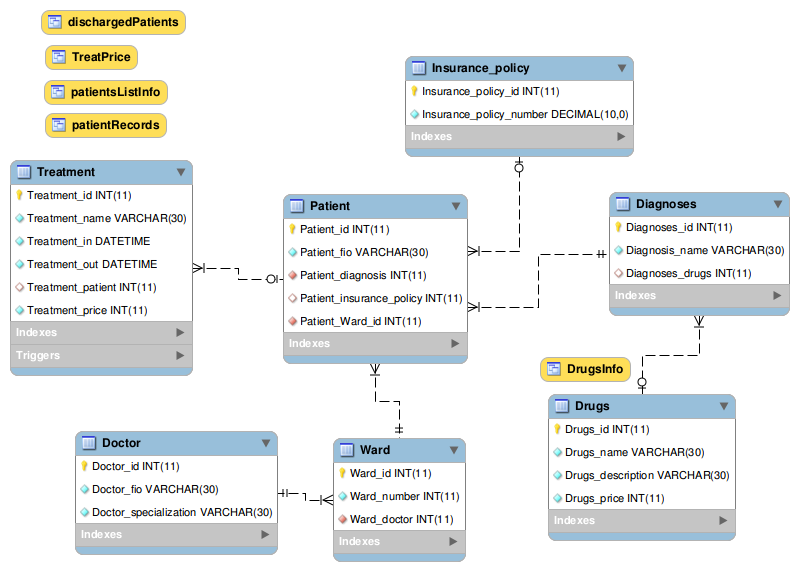 dischargedPatients
TreatPrice
patientsListInfo
patientRecords
Insurance_policy
Insurance_policy_id INT(11)
Insurance_policy_number DECIMAL(10,0)
Indexes
Treatment
Treatment_id INT(11)
Treatment_name VARCHAR(30)
Treatment_in DATETIME
Treatment_out DATETIME
Treatment_patient INT(11)
Treatment_price INT(11)
Indexes
Triggers
Patient
Patient_id INT(11)
Patient_fio VARCHAR(30)
Patient_diagnosis INT(11)
Patient_insurance_policy INT(11)
Patient_Ward_id INT(11)
Indexes
Diagnoses
Diagnoses_id INT(11)
Diagnosis_name VARCHAR(30)
Diagnoses_drugs INT(11)
Indexes
DrugsInfo
Drugs
Drugs_id INT(11)
Drugs_name VARCHAR(30)
Drugs_description VARCHAR(30)
Drugs_price INT(11)
Indexes
Doctor
Doctor_id INT(11)
Doctor_fio VARCHAR(30)
Doctor_specialization VARCHAR(30)
Indexes
Ward
Ward_id INT(11)
Ward_number INT(11)
Ward_doctor INT(11)
Indexes